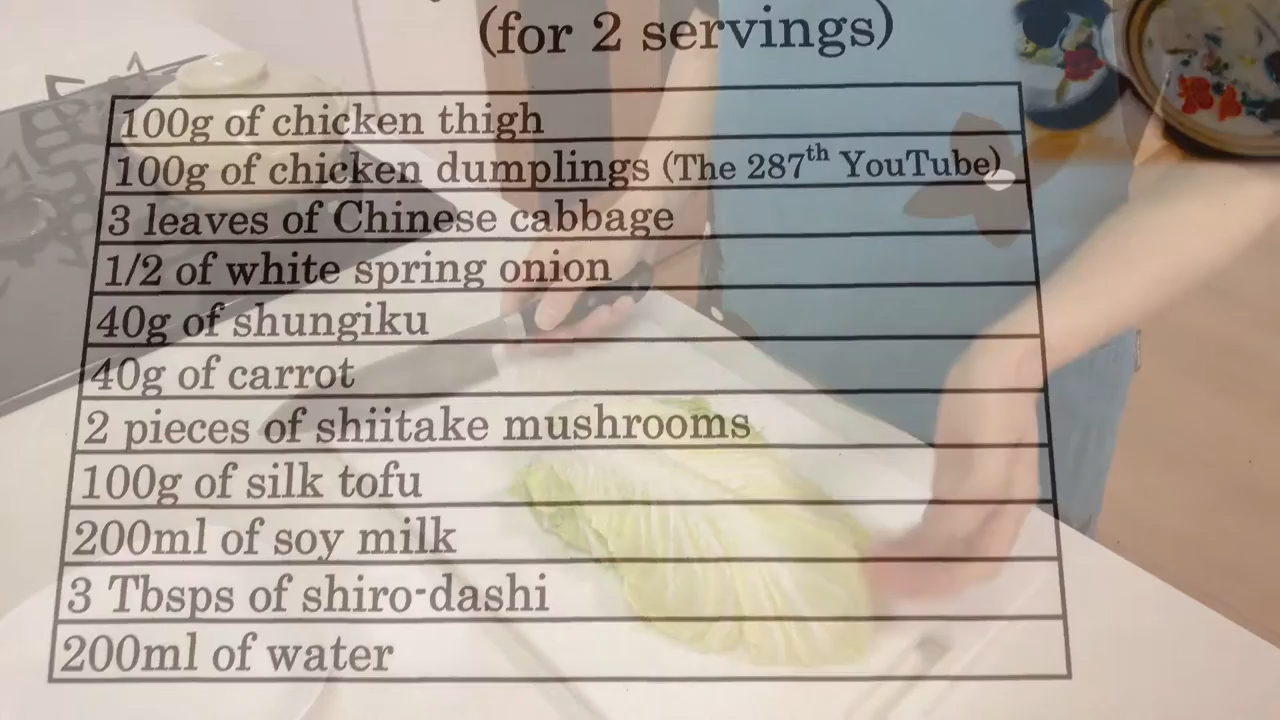 (for 2 servings)
100g of chicken thigh
100g of chicken dumplings (The 287th YouTube)
3 leaves of Chinese cabbage
1/2 of white spring onion
40g of shungiku
40g of carrot
2 pieces of shiitake mushrooms
100g of silk tofu
200ml of soy milk
3 Tbsps of shiro-dashi
200ml of water